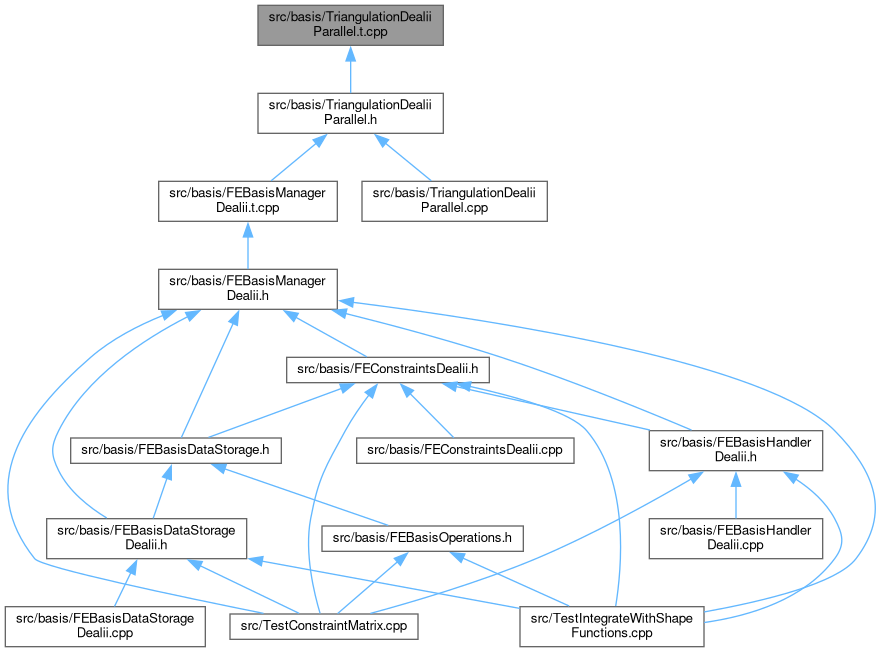 src/basis/TriangulationDealii
Parallel.t.cpp
src/basis/TriangulationDealii
Parallel.h
src/basis/FEBasisManager
Dealii.t.cpp
src/basis/TriangulationDealii
Parallel.cpp
src/basis/FEBasisManager
Dealii.h
src/basis/FEConstraintsDealii.h
src/basis/FEBasisDataStorage.h
src/basis/FEConstraintsDealii.cpp
src/basis/FEBasisHandler
Dealii.h
src/basis/FEBasisDataStorage
Dealii.h
src/basis/FEBasisOperations.h
src/basis/FEBasisHandler
Dealii.cpp
src/basis/FEBasisDataStorage
Dealii.cpp
src/TestConstraintMatrix.cpp
src/TestIntegrateWithShape
Functions.cpp